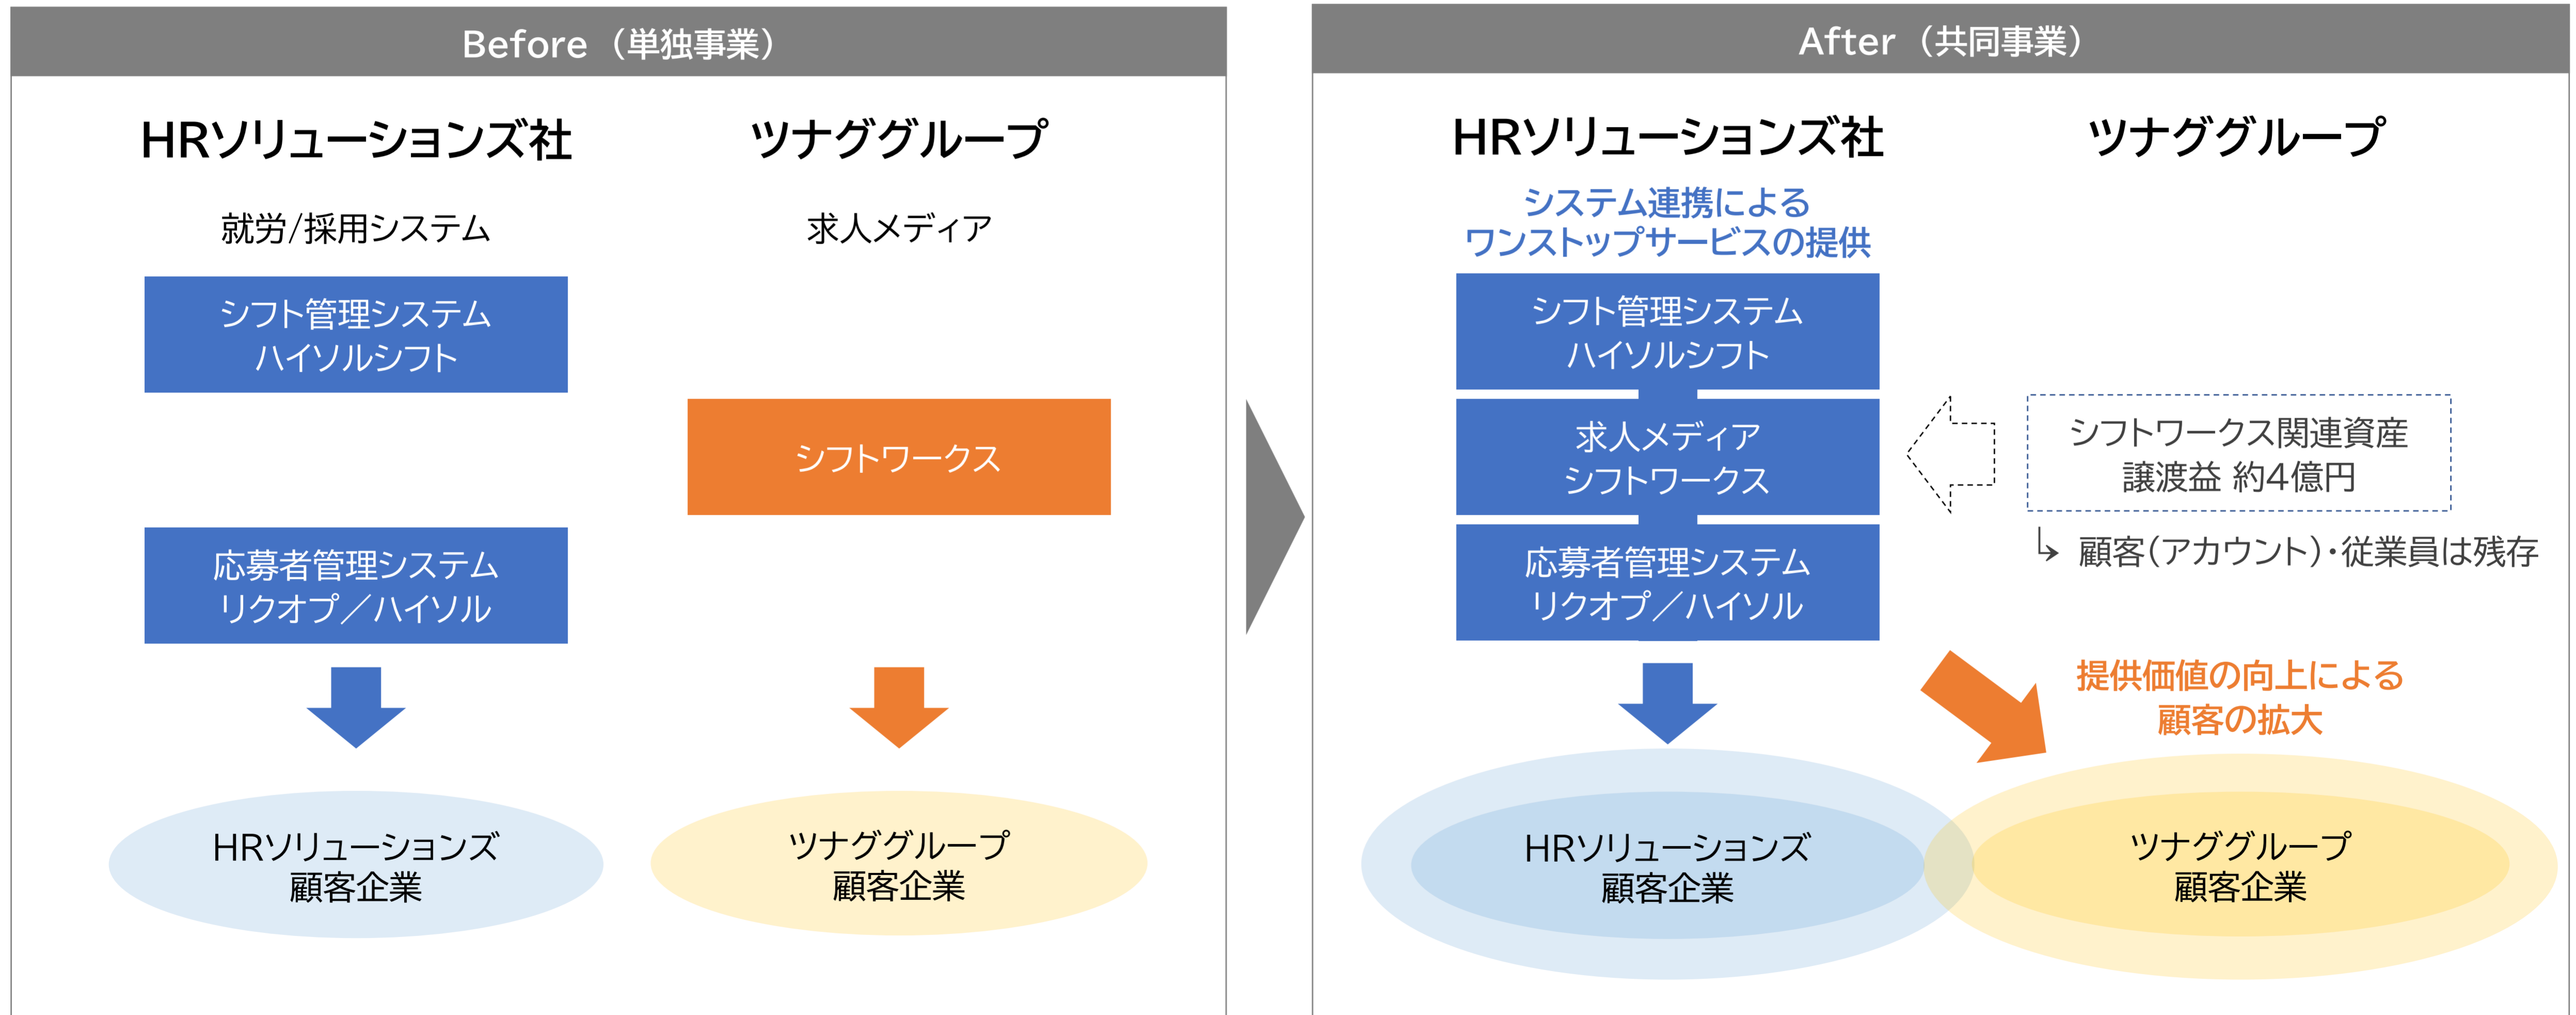 Before（単独事業）
HRソリューションズ社
ツナググループ
就労/採用システム
求人メディア
シフト管理システム
ハイソルシフト
シフトワークス
応募者管理システム
リクオプ／ハイソル
HRソリューションズ
顧客企業
ツナググループ
顧客企業
After（共同事業）
HRソリューションズ社
ツナググループ
システム連携による
ワンストップサービスの提供
シフト管理システム
ハイソルシフト
求人メディア
シフトワークス
シフトワークス関連資産
譲渡益 約4億円
↳ 顧客(アカウント)・従業員は残存
応募者管理システム
リクオプ／ハイソル
提供価値の向上による
顧客の拡大
HRソリューションズ
顧客企業
ツナググループ
顧客企業